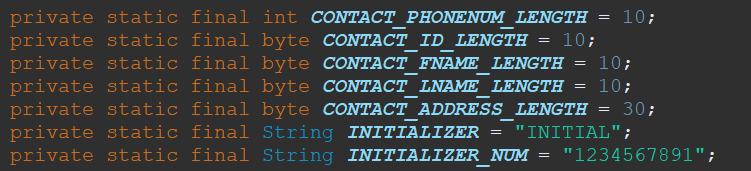 private static final int CONTACT_PHONENUM_LENGTH = 10;
private static final byte CONTACT_ID_LENGTH = 10;
private static final byte CONTACT_FNAME_LENGTH = 10;
private static final byte CONTACT_LNAME_LENGTH = 10;
private static final byte CONTACT_ADDRESS_LENGTH = 30;
private static final String INITIALIZER = "INITIAL";
private static final String INITIALIZER_NUM = "1234567891";